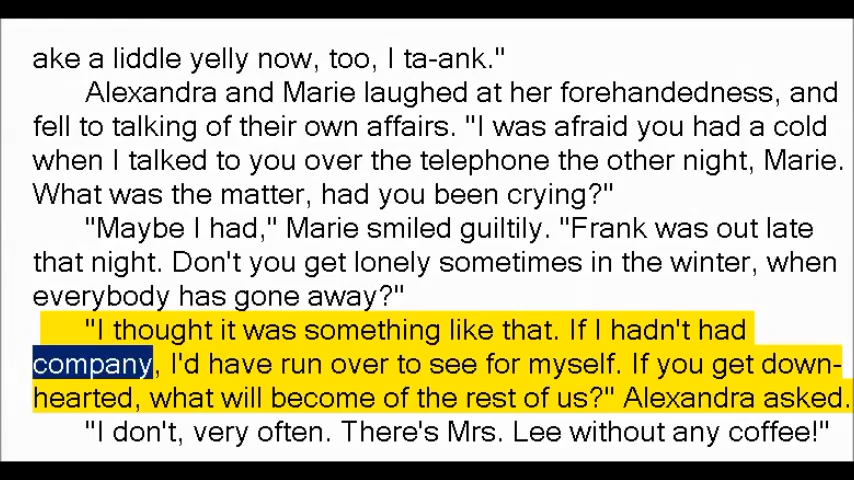 ake a liddle yelly now, too, I ta-ank."
Alexandra and Marie laughed at her forehandedness, and
fell to talking of their own affairs. "I was afraid you had a cold
when I talked to you over the telephone the other night, Marie.
What was the matter, had you been crying?"
"Maybe I had," Marie smiled guiltily. "Frank was out late
that night. Don't you get lonely sometimes in the winter, when
everybody has gone away?"
"I thought it was something like that. If I hadn't had
company, I'd have run over to see for myself. If you get down-
hearted, what will become of the rest of us?" Alexandra asked.
"I don't, very often. There's Mrs. Lee without any coffee!"